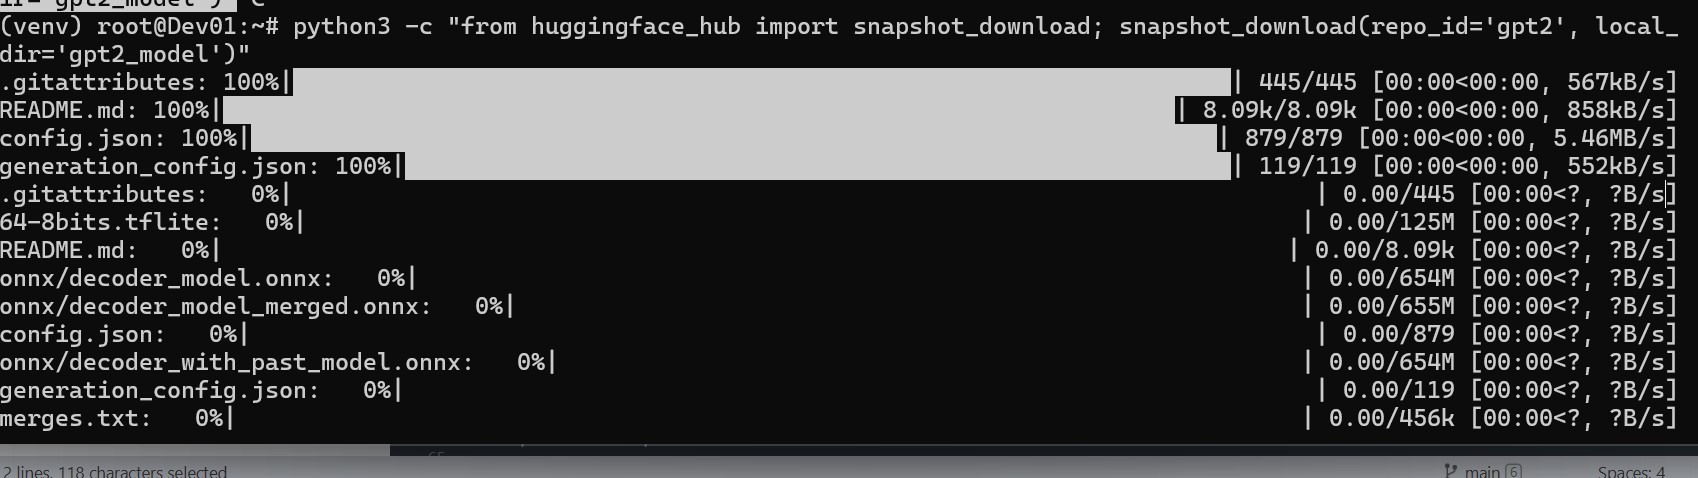 (venv) root@Dev01:~# python3 -c "from huggingface_hub import snapshot_download; snapshot_download(repo_id='gpt2', local_
dir='gpt2_model')"
.gitattributes: 100%| | 445/445 [00:00<00:00, 567kB/s]
README.md: 100%| | 8.09k/8.09k [00:00<00:00, 858kB/s]
config.json: 100%| | 879/879 [00:00<00:00, 5.46MB/s]
generation_config.json: 100%| | 119/119 [00:00<00:00, 552kB/s]
.gitattributes:   0%| | 0.00/445 [00:00<?, ?B/s]
64-8bits.tflite:   0%| | 0.00/125M [00:00<?, ?B/s]
README.md:   0%| | 0.00/8.09k [00:00<?, ?B/s]
onnx/decoder_model.onnx:   0%| | 0.00/654M [00:00<?, ?B/s]
onnx/decoder_model_merged.onnx:   0%| | 0.00/655M [00:00<?, ?B/s]
config.json:   0%| | 0.00/879 [00:00<?, ?B/s]
onnx/decoder_with_past_model.onnx:   0%| | 0.00/654M [00:00<?, ?B/s]
generation_config.json:   0%| | 0.00/119 [00:00<?, ?B/s]
merges.txt:   0%| | 0.00/456k [00:00<?, ?B/s]
2 lines, 118 characters selected main 6 Spaces: 4